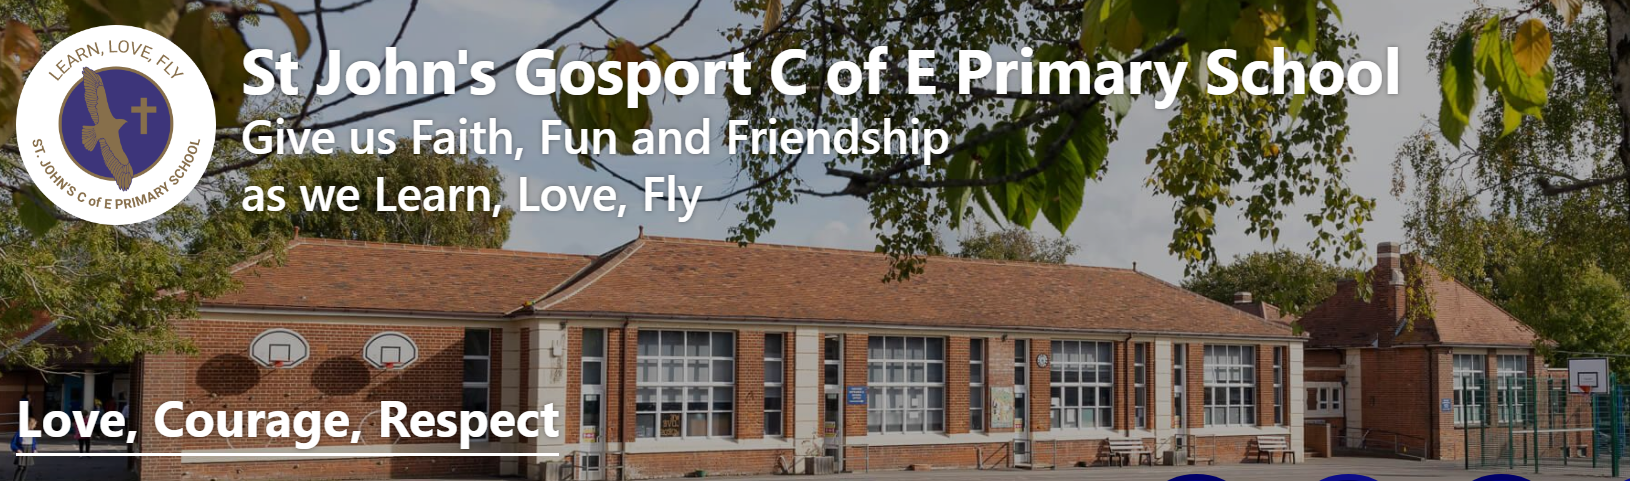 LEARN, LOVE, FLY
ST. JOHN'S C of E PRIMARY SCHOOL
St John's Gosport C of E Primary School
Give us Faith, Fun and Friendship
as we Learn, Love, Fly
Love, Courage, Respect